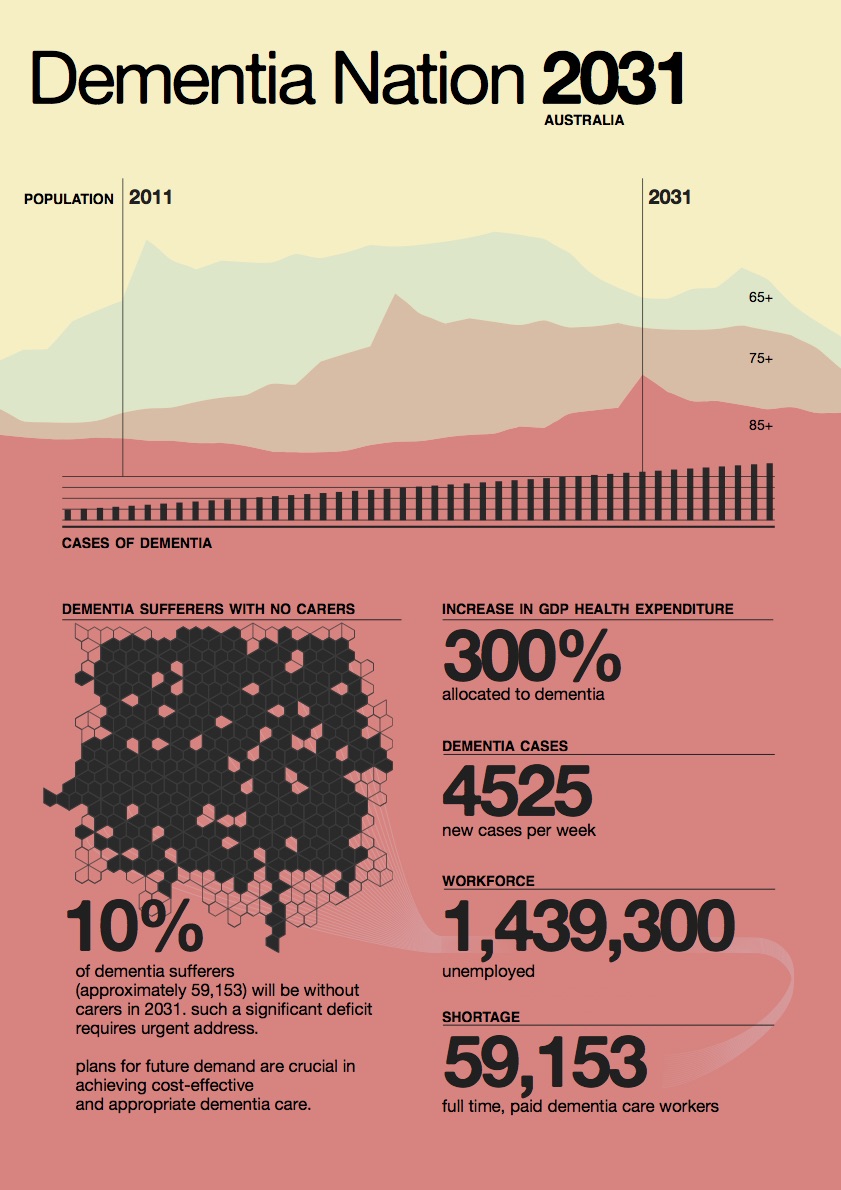 Dementia Nation 2031
AUSTRALIA
POPULATION
2011
2031
65+
75+
85+
CASES OF DEMENTIA
DEMENTIA SUFFERERS WITH NO CARERS
10%
of dementia sufferers
(approximately 59,153) will be without
carers in 2031. such a significant deficit
requires urgent address.
plans for future demand are crucial in
achieving cost-effective
and appropriate dementia care.
INCREASE IN GDP HEALTH EXPENDITURE
300%
allocated to dementia
DEMENTIA CASES
4525
new cases per week
WORKFORCE
1,439,300
unemployed
SHORTAGE
59,153
full time, paid dementia care workers